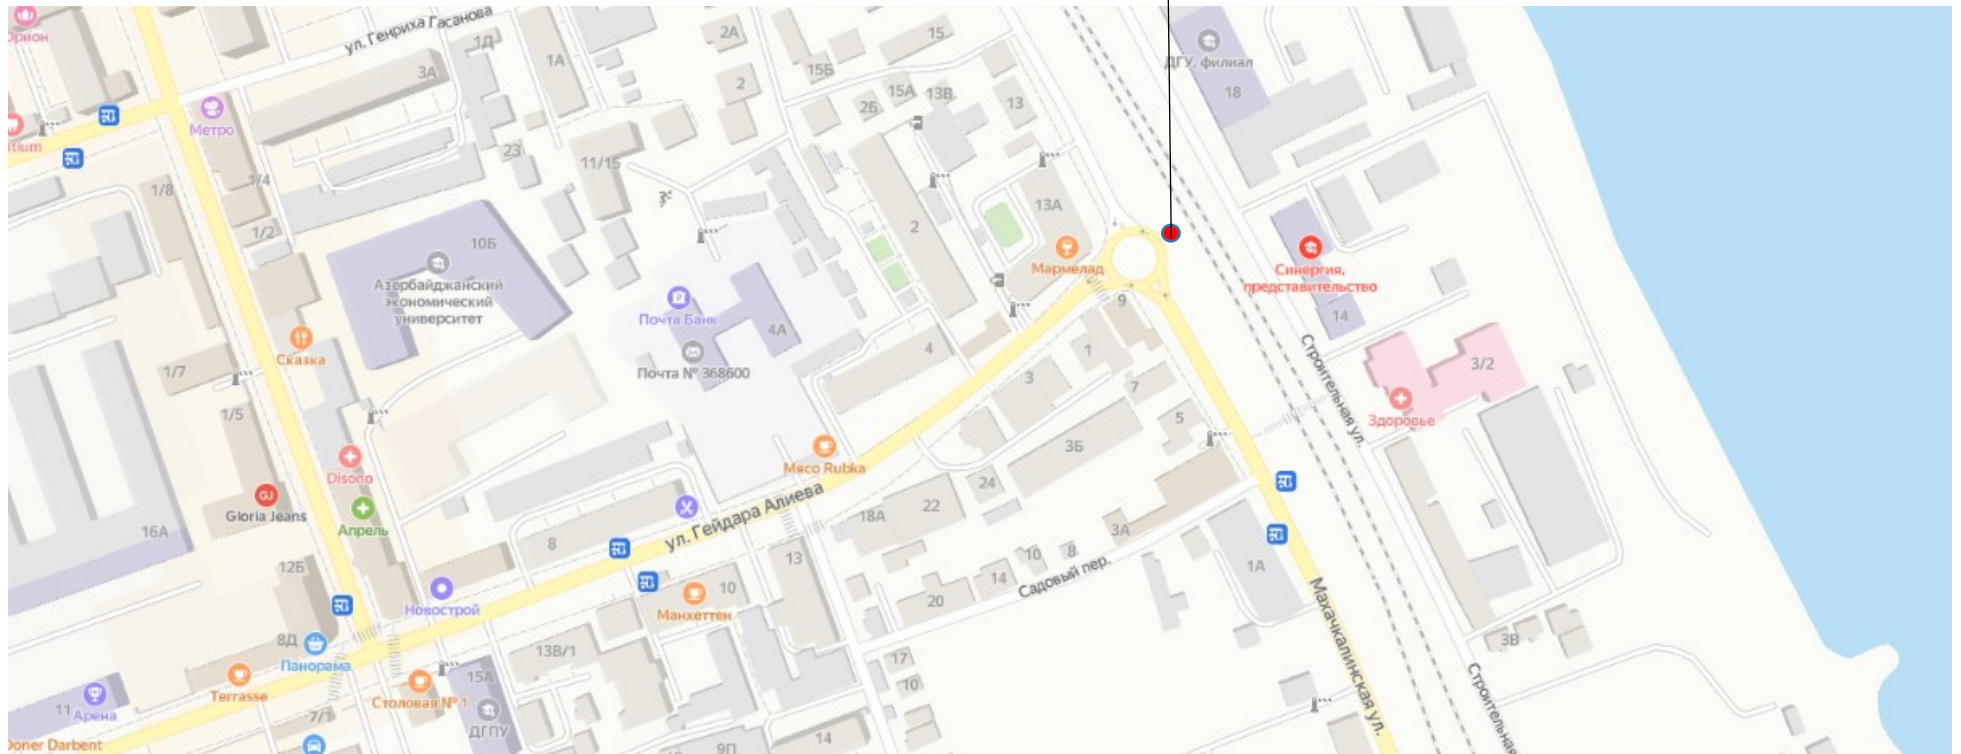 Орион
ул. Генриха Гасанова
1Д
2А
15
ДГУ, филиал
3А
1А
15Б
18
Метро
2
2Б
15А
13В
13
tium
23
11/15
1/8
1/4
13А
1/2
10Б
2
Мармелад
Азербайджанский
экономический
университет
Синергия,
представительство
Почта Банк
4А
9
14
Сказка
4
1
Строительная ул.
Почта № 368600
1/7
3
7
3/2
1/5
5
Здоровье
Disono
3Б
Мясо Rubka
GJ
Gloria Jeans
24
22
Апрель
ул. Гейдара Алиева
18А
16А
8
3А
10
8
13
12Б
14
Садовый пер.
1А
10
20
Новострой
Манхеттен
Махачкалинская ул.
8Д
Панорама
13В/1
3В
17
15А
Terrasse
Столовая № 1
10
11
Арена
7/1
ДГПУ
Строительная
Doner Darbent
9П
14